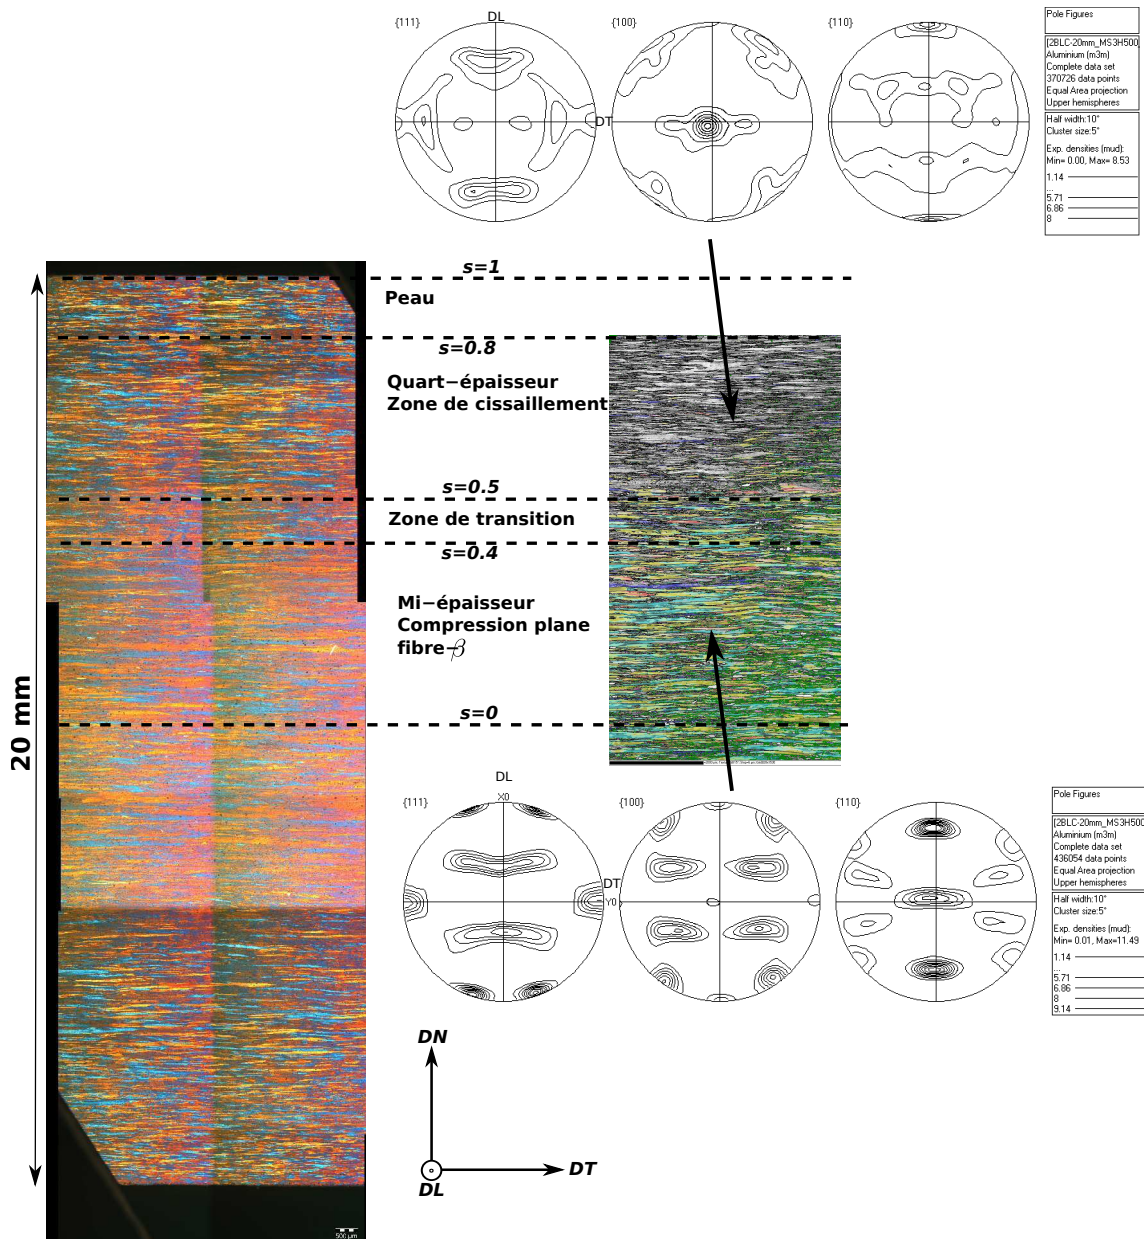 {111}
DL
{100}
{110}
DT
Pole Figures
[2BLC-20mm_MS3H500
Aluminium (m3m)
Complete data set
370726 data points
Equal Area projection
Upper hemispheres
Half width:10°
Cluster size:5°
Exp. densities (mud):
Min= 0.00, Max= 8.53
1.14
...
5.71
6.86
8
s=1
Peau
s=0.8
Quart−épaisseur
Zone de cissaillement
s=0.5
Zone de transition
s=0.4
Mi−épaisseur
Compression plane
fibre−β
s=0
20 mm
DL
X0
{111}
{100}
{110}
DT
Y0
Pole Figures
[2BLC-20mm_MS3H500
Aluminium (m3m)
Complete data set
436054 data points
Equal Area projection
Upper hemispheres
Half width:10°
Cluster size:5°
Exp. densities (mud):
Min= 0.01, Max=11.49
1.14
...
5.71
6.86
8
9.14
DN
DT
DL
500 µm